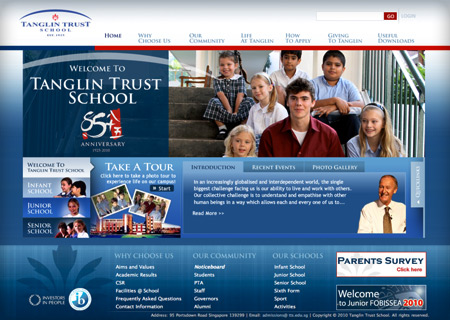 TANGLIN TRUST
SCHOOL
GO
LOGIN
HOME
WHY
CHOOSE US
OUR
COMMUNITY
LIFE
AT TANGLIN
HOW
TO APPLY
GIVING
TO TANGLIN
USEFUL
DOWNLOADS
WELCOME TO
TANGLIN TRUST
SCHOOL
ANNIVERSARY
1925-2010
WELCOME TO
TANGLIN TRUST SCHOOL
INFANT
SCHOOL
JUNIOR
SCHOOL
SENIOR
SCHOOL
TAKE A TOUR
Click here to take a photo tour to
experience life on our campus!
Start
INTRODUCTION
RECENT EVENTS
PHOTO GALLERY
In an increasingly globalised and interdependent world, the single
biggest challenge facing us is our ability to live and work with others.
Our collective challenge is to understand and empathise with other
human beings in a way which allows each and every one of us to...
Read More >>
INVESTORS
IN PEOPLE
WHY CHOOSE US
Aims and Values
Academic Results
CSR
Facilities @ School
Frequently Asked Questions
Contact Information
OUR COMMUNITY
Noticeboard
Students
PTA
Staff
Governors
Alumni
OUR SCHOOLS
Infant School
Junior School
Senior School
Sixth Form
Sport
Activities
PARENTS SURVEY
Click here
Welcome
to Junior FOBISSEA 2010
Address: 95 Portsdown Road Singapore 139299 | Email: admissions@tts.edu.sg | Copyright © 2010 Tanglin Trust School. All rights reserved.